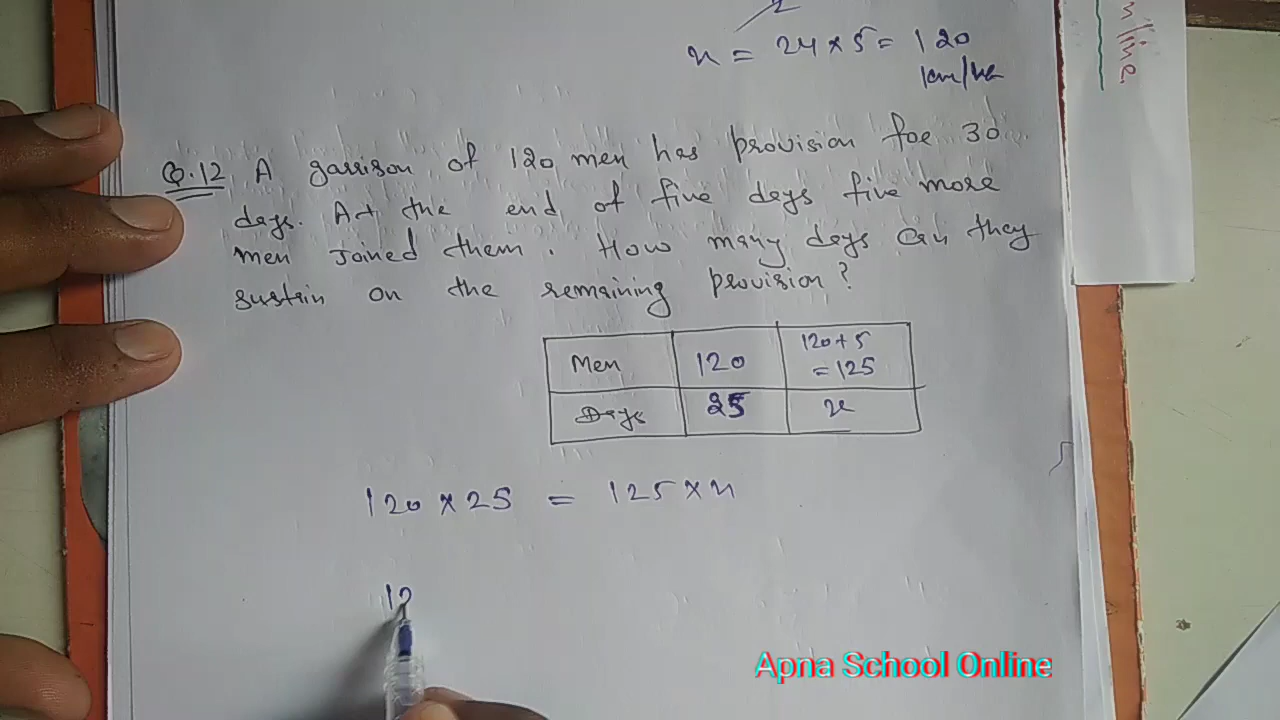 x = 24 × 5 = 120
km/hr
n/ine
Q.12 A garrison of 120 men has provision for 30
days. At the end of five days five more
men joined them. How many days can they
sustain on the remaining provision?
Men 120 120+5 =125
Days 25 x
120 × 25 = 125 × x
12
Apna School Online